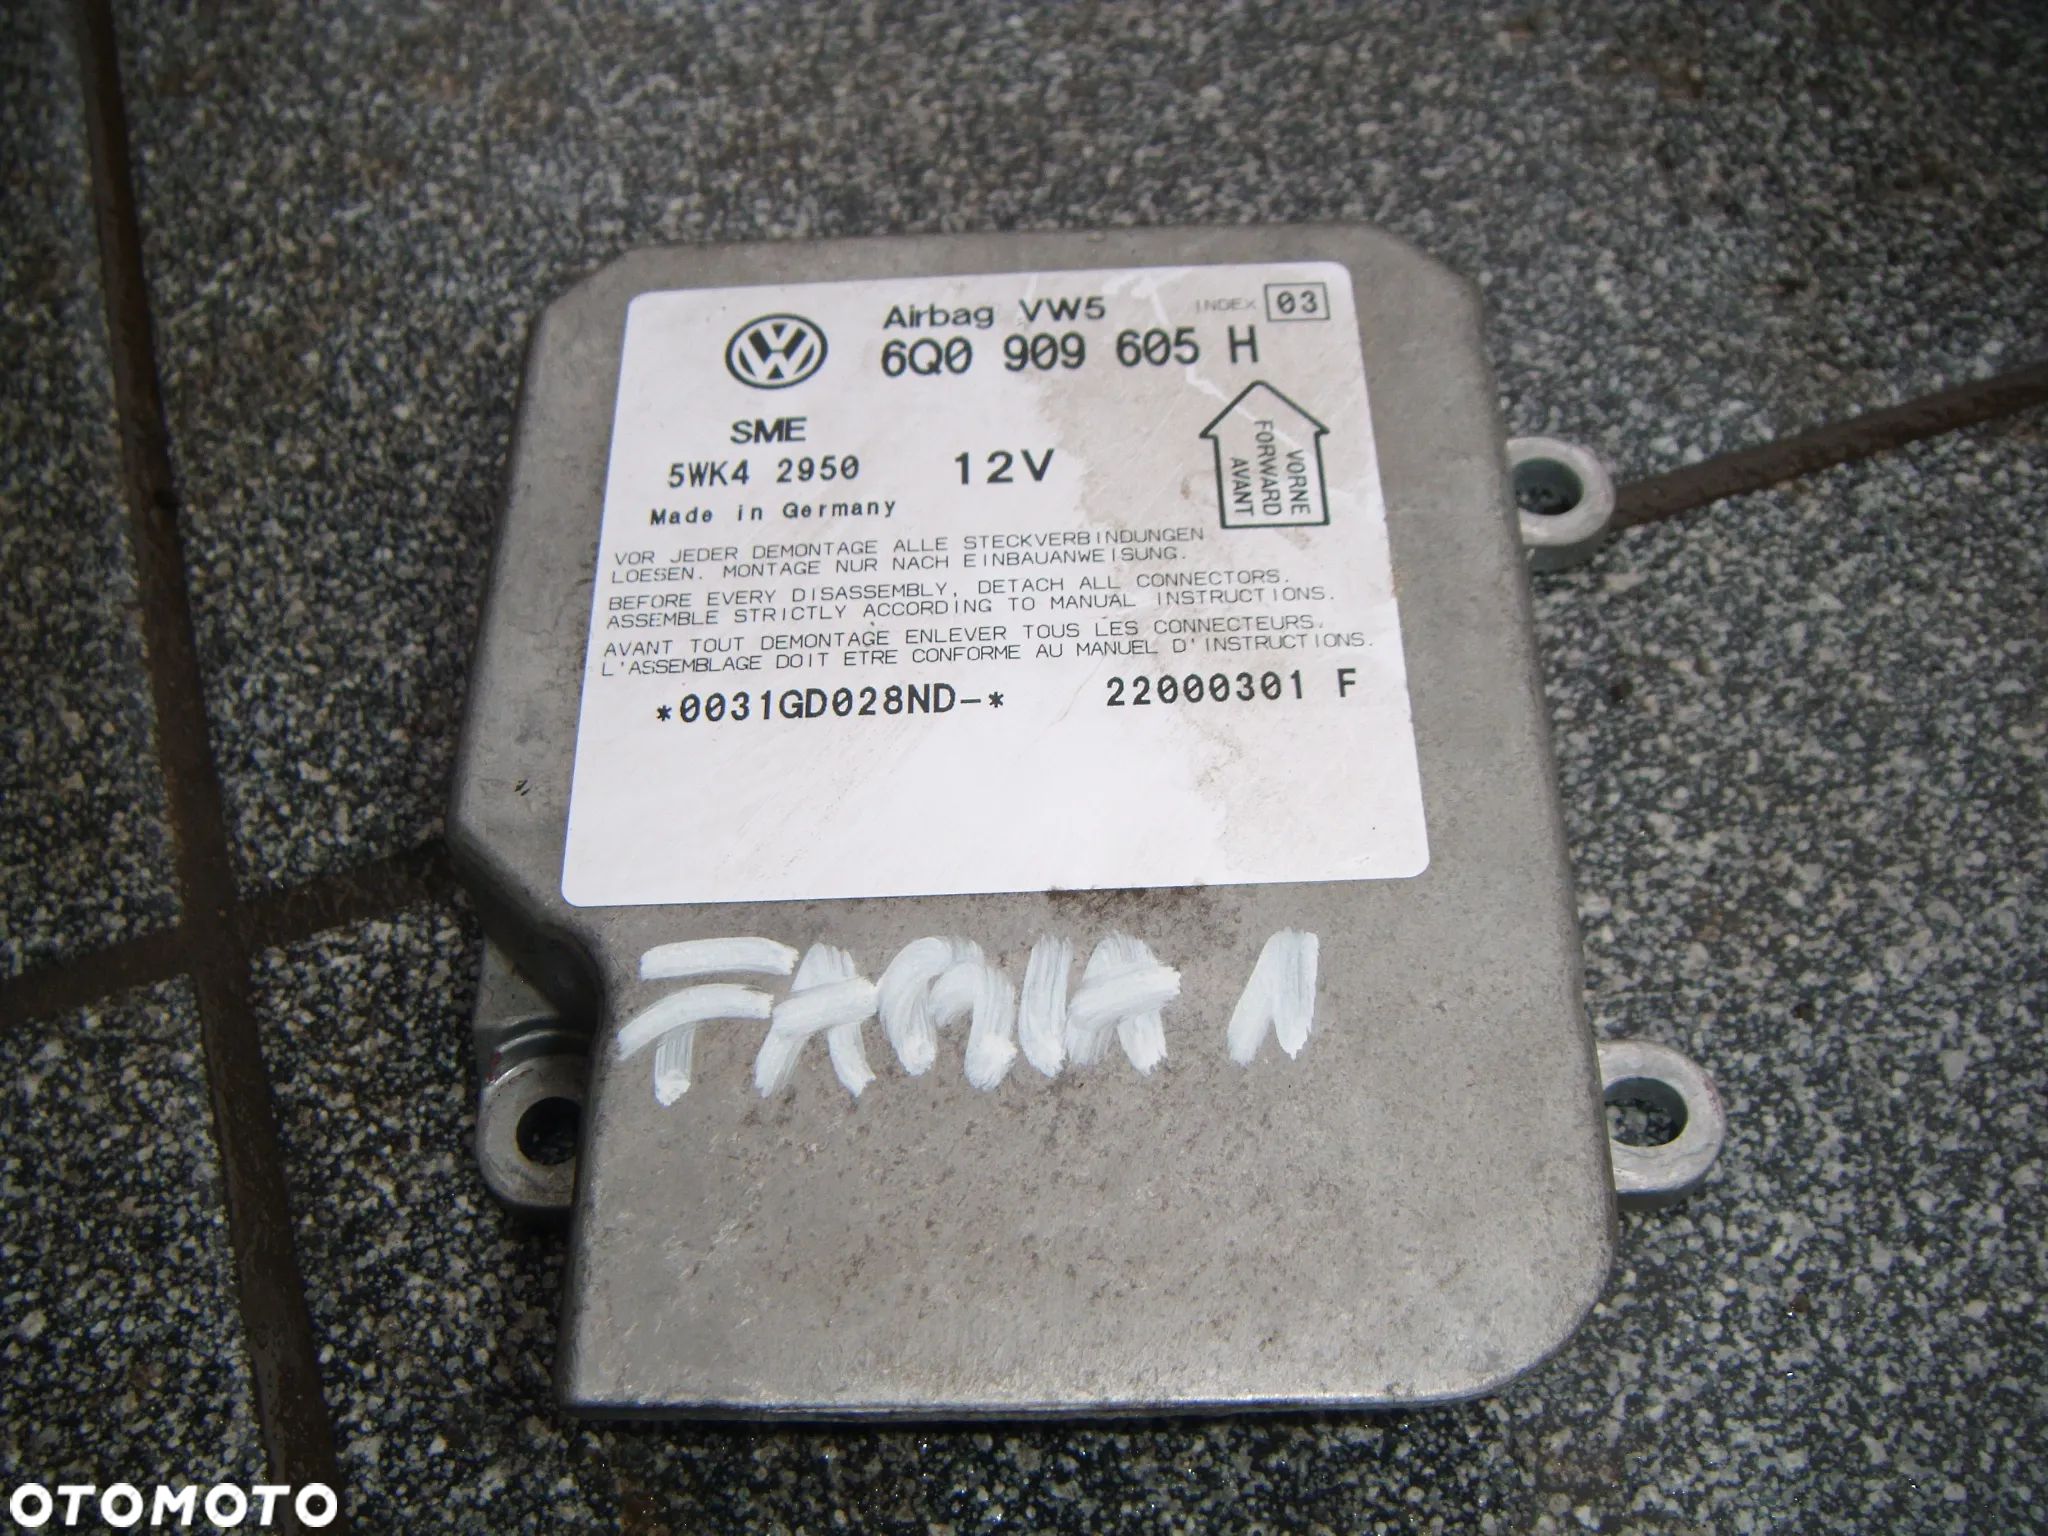 Airbag VW5 INDEX 03
6Q0 909 605 H
SME
5WK4 2950 12V
Made in Germany
VORNE
FORWARD
AVANT
VOR JEDER DEMONTAGE ALLE STECKVERBINDUNGEN
LOESEN. MONTAGE NUR NACH EINBAUANWEISUNG.
BEFORE EVERY DISASSEMBLY, DETACH ALL CONNECTORS.
ASSEMBLE STRICTLY ACCORDING TO MANUAL INSTRUCTIONS.
AVANT TOUT DEMONTAGE ENLEVER TOUS LES CONNECTEURS.
L'ASSEMBLAGE DOIT ETRE CONFORME AU MANUEL D'INSTRUCTIONS.
*0031GD028ND-* 22000301 F
FAMIA 1
OTOMOTO